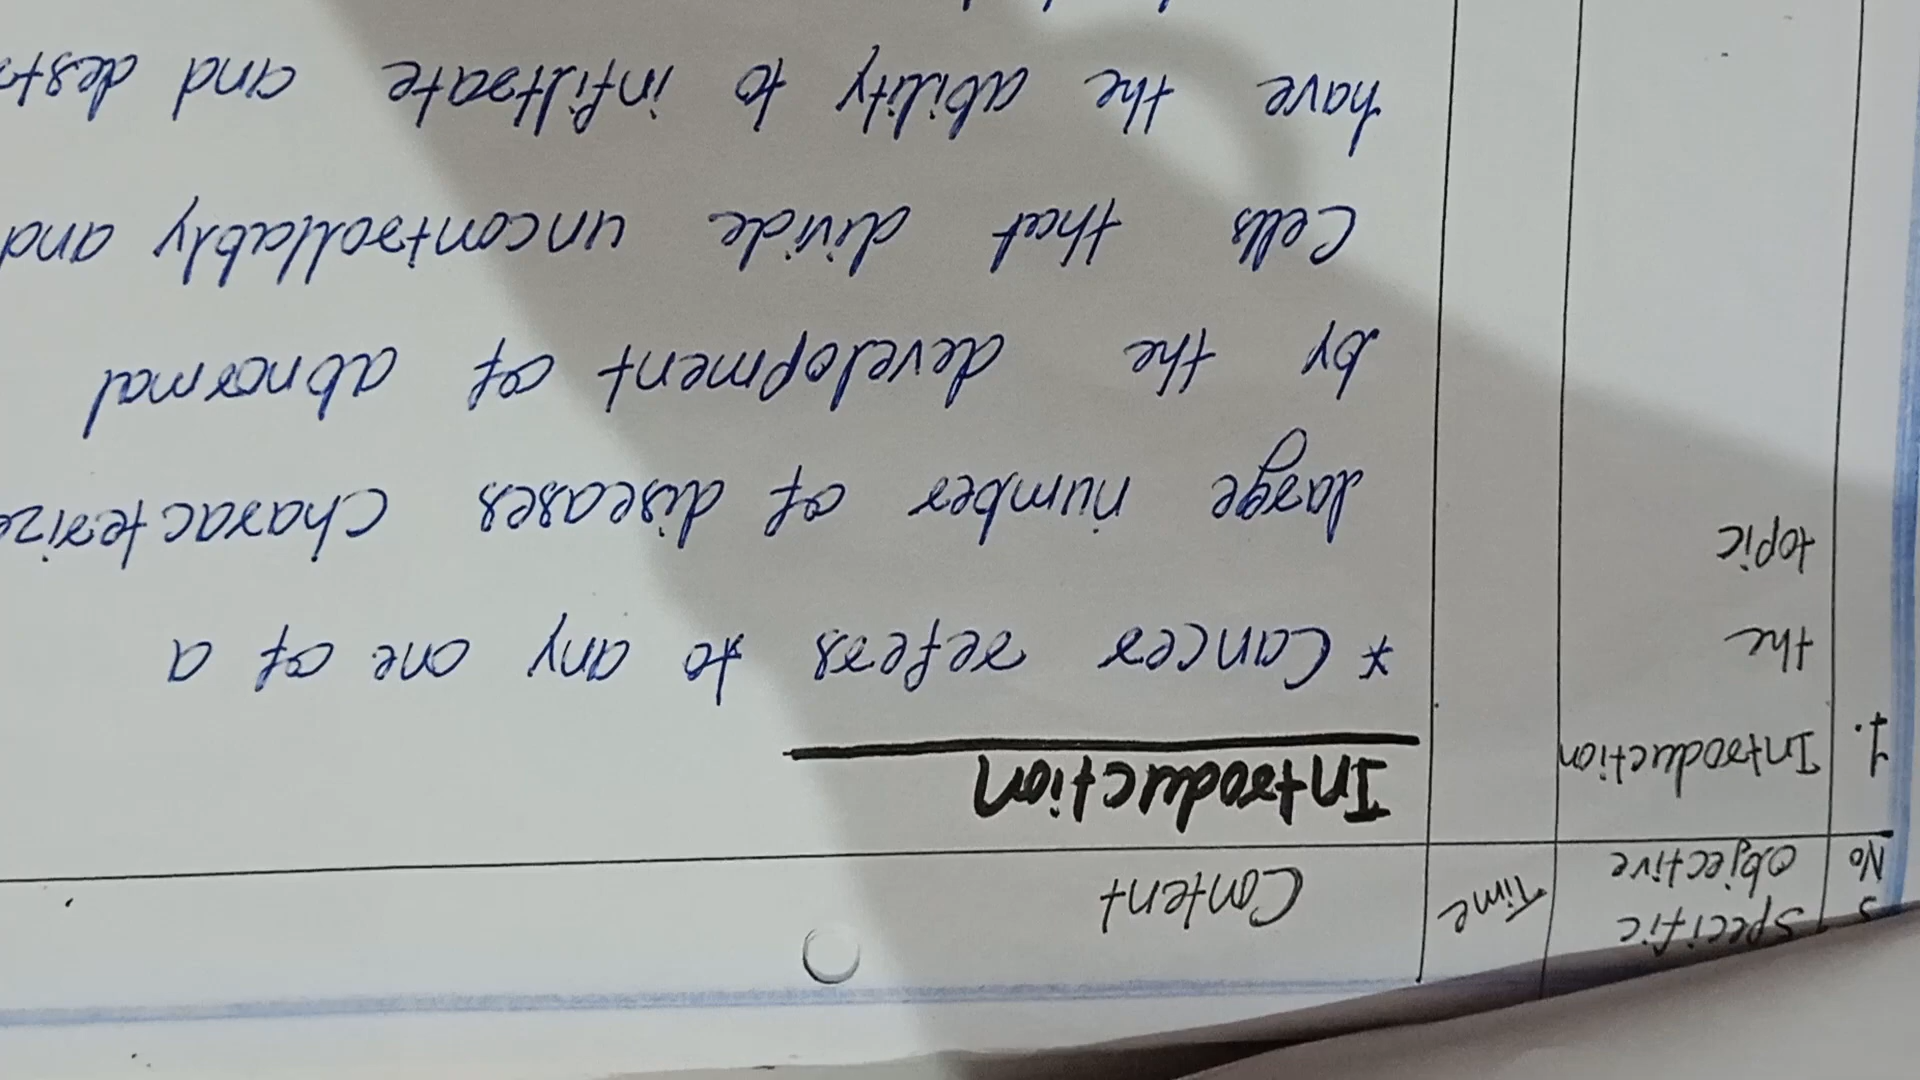 S No | Specific Objective | Time | Content
1. | Introduction the topic
Introduction
* Cancer refers to any one of a
large number of diseases characterize
by the development of abnormal
Cells that divide uncontrollably and
have the ability to infiltrate and destr